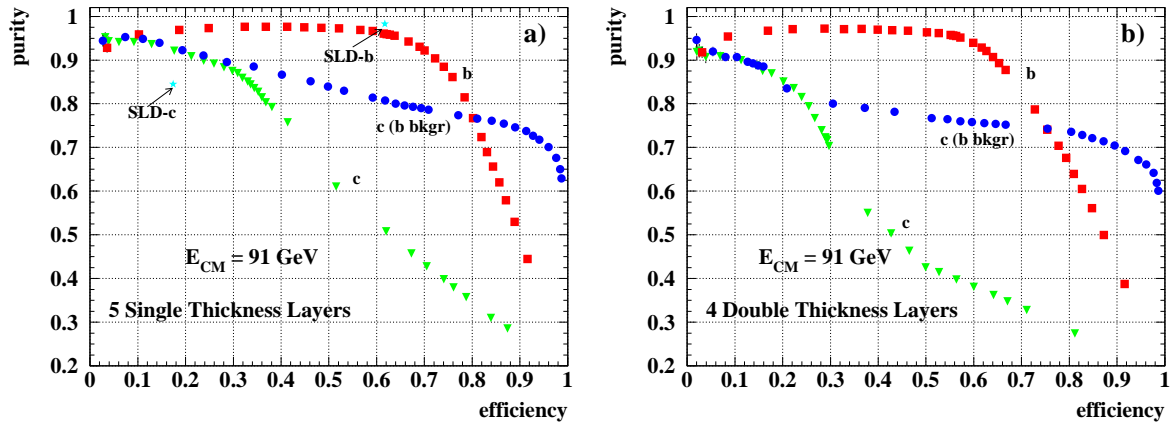 purity
1
0.9
0.8
0.7
0.6
0.5
0.4
0.3
0.2
a)
SLD-b
b
SLD-c
c (b bkgr)
c
E_CM = 91 GeV
5 Single Thickness Layers
0 0.1 0.2 0.3 0.4 0.5 0.6 0.7 0.8 0.9 1
efficiency
purity
1
0.9
0.8
0.7
0.6
0.5
0.4
0.3
0.2
b)
b
c (b bkgr)
c
E_CM = 91 GeV
4 Double Thickness Layers
0 0.1 0.2 0.3 0.4 0.5 0.6 0.7 0.8 0.9 1
efficiency